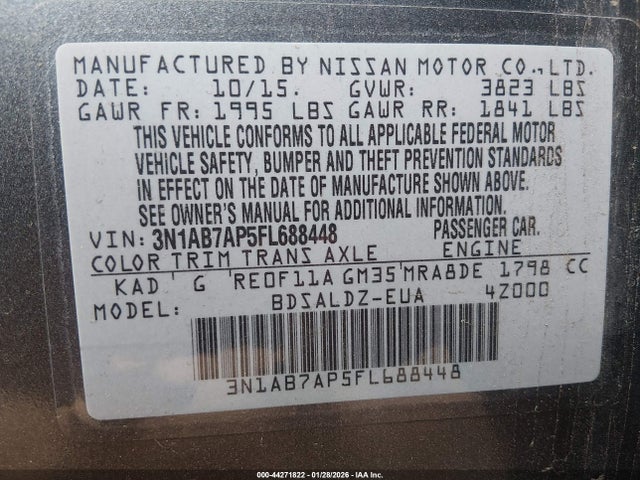 MANUFACTURED BY NISSAN MOTOR CO., LTD.
DATE: 10/15. GVWR: 3823 LBS
GAWR FR: 1995 LBS GAWR RR: 1841 LBS
THIS VEHICLE CONFORMS TO ALL APPLICABLE FEDERAL MOTOR
VEHICLE SAFETY, BUMPER AND THEFT PREVENTION STANDARDS
IN EFFECT ON THE DATE OF MANUFACTURE SHOWN ABOVE.
SEE OWNER'S MANUAL FOR ADDITIONAL INFORMATION.
VIN: 3N1AB7AP5FL688448 PASSENGER CAR.
COLOR TRIM TRANS AXLE ENGINE
KAD G RE0F11A GM35 MRA8DE 1798 CC
MODEL: BDSALDZ-EUA 4Z000
3N1AB7AP5FL688448
000-44271822 | 01/28/2026 - IAA Inc.